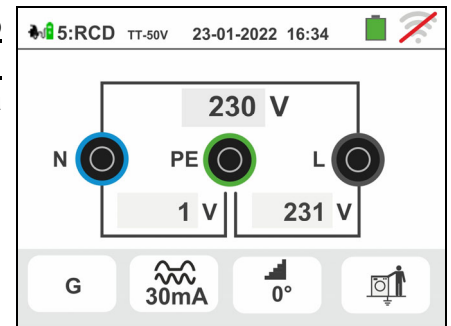 5:RCD TT-50V 23-01-2022 16:34
230 V
N PE L
1 V 231 V
G 30mA 0°